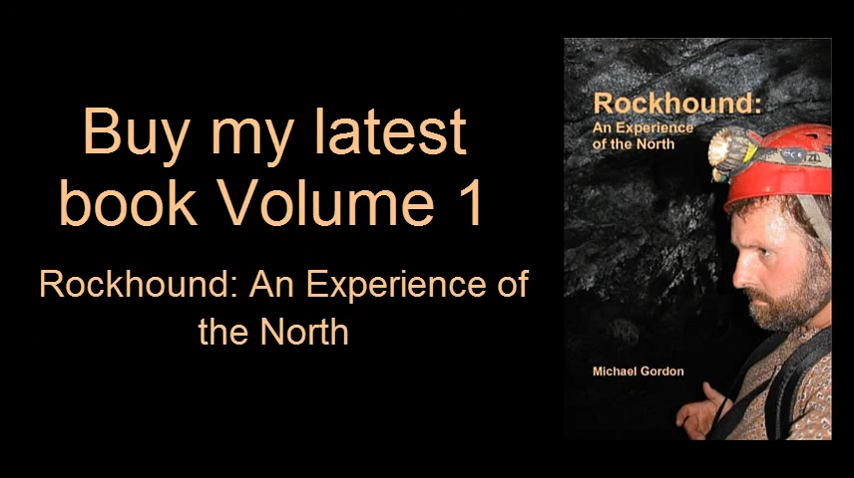 Buy my latest
book Volume 1
Rockhound: An Experience of
the North
Rockhound:
An Experience
of the North
Michael Gordon